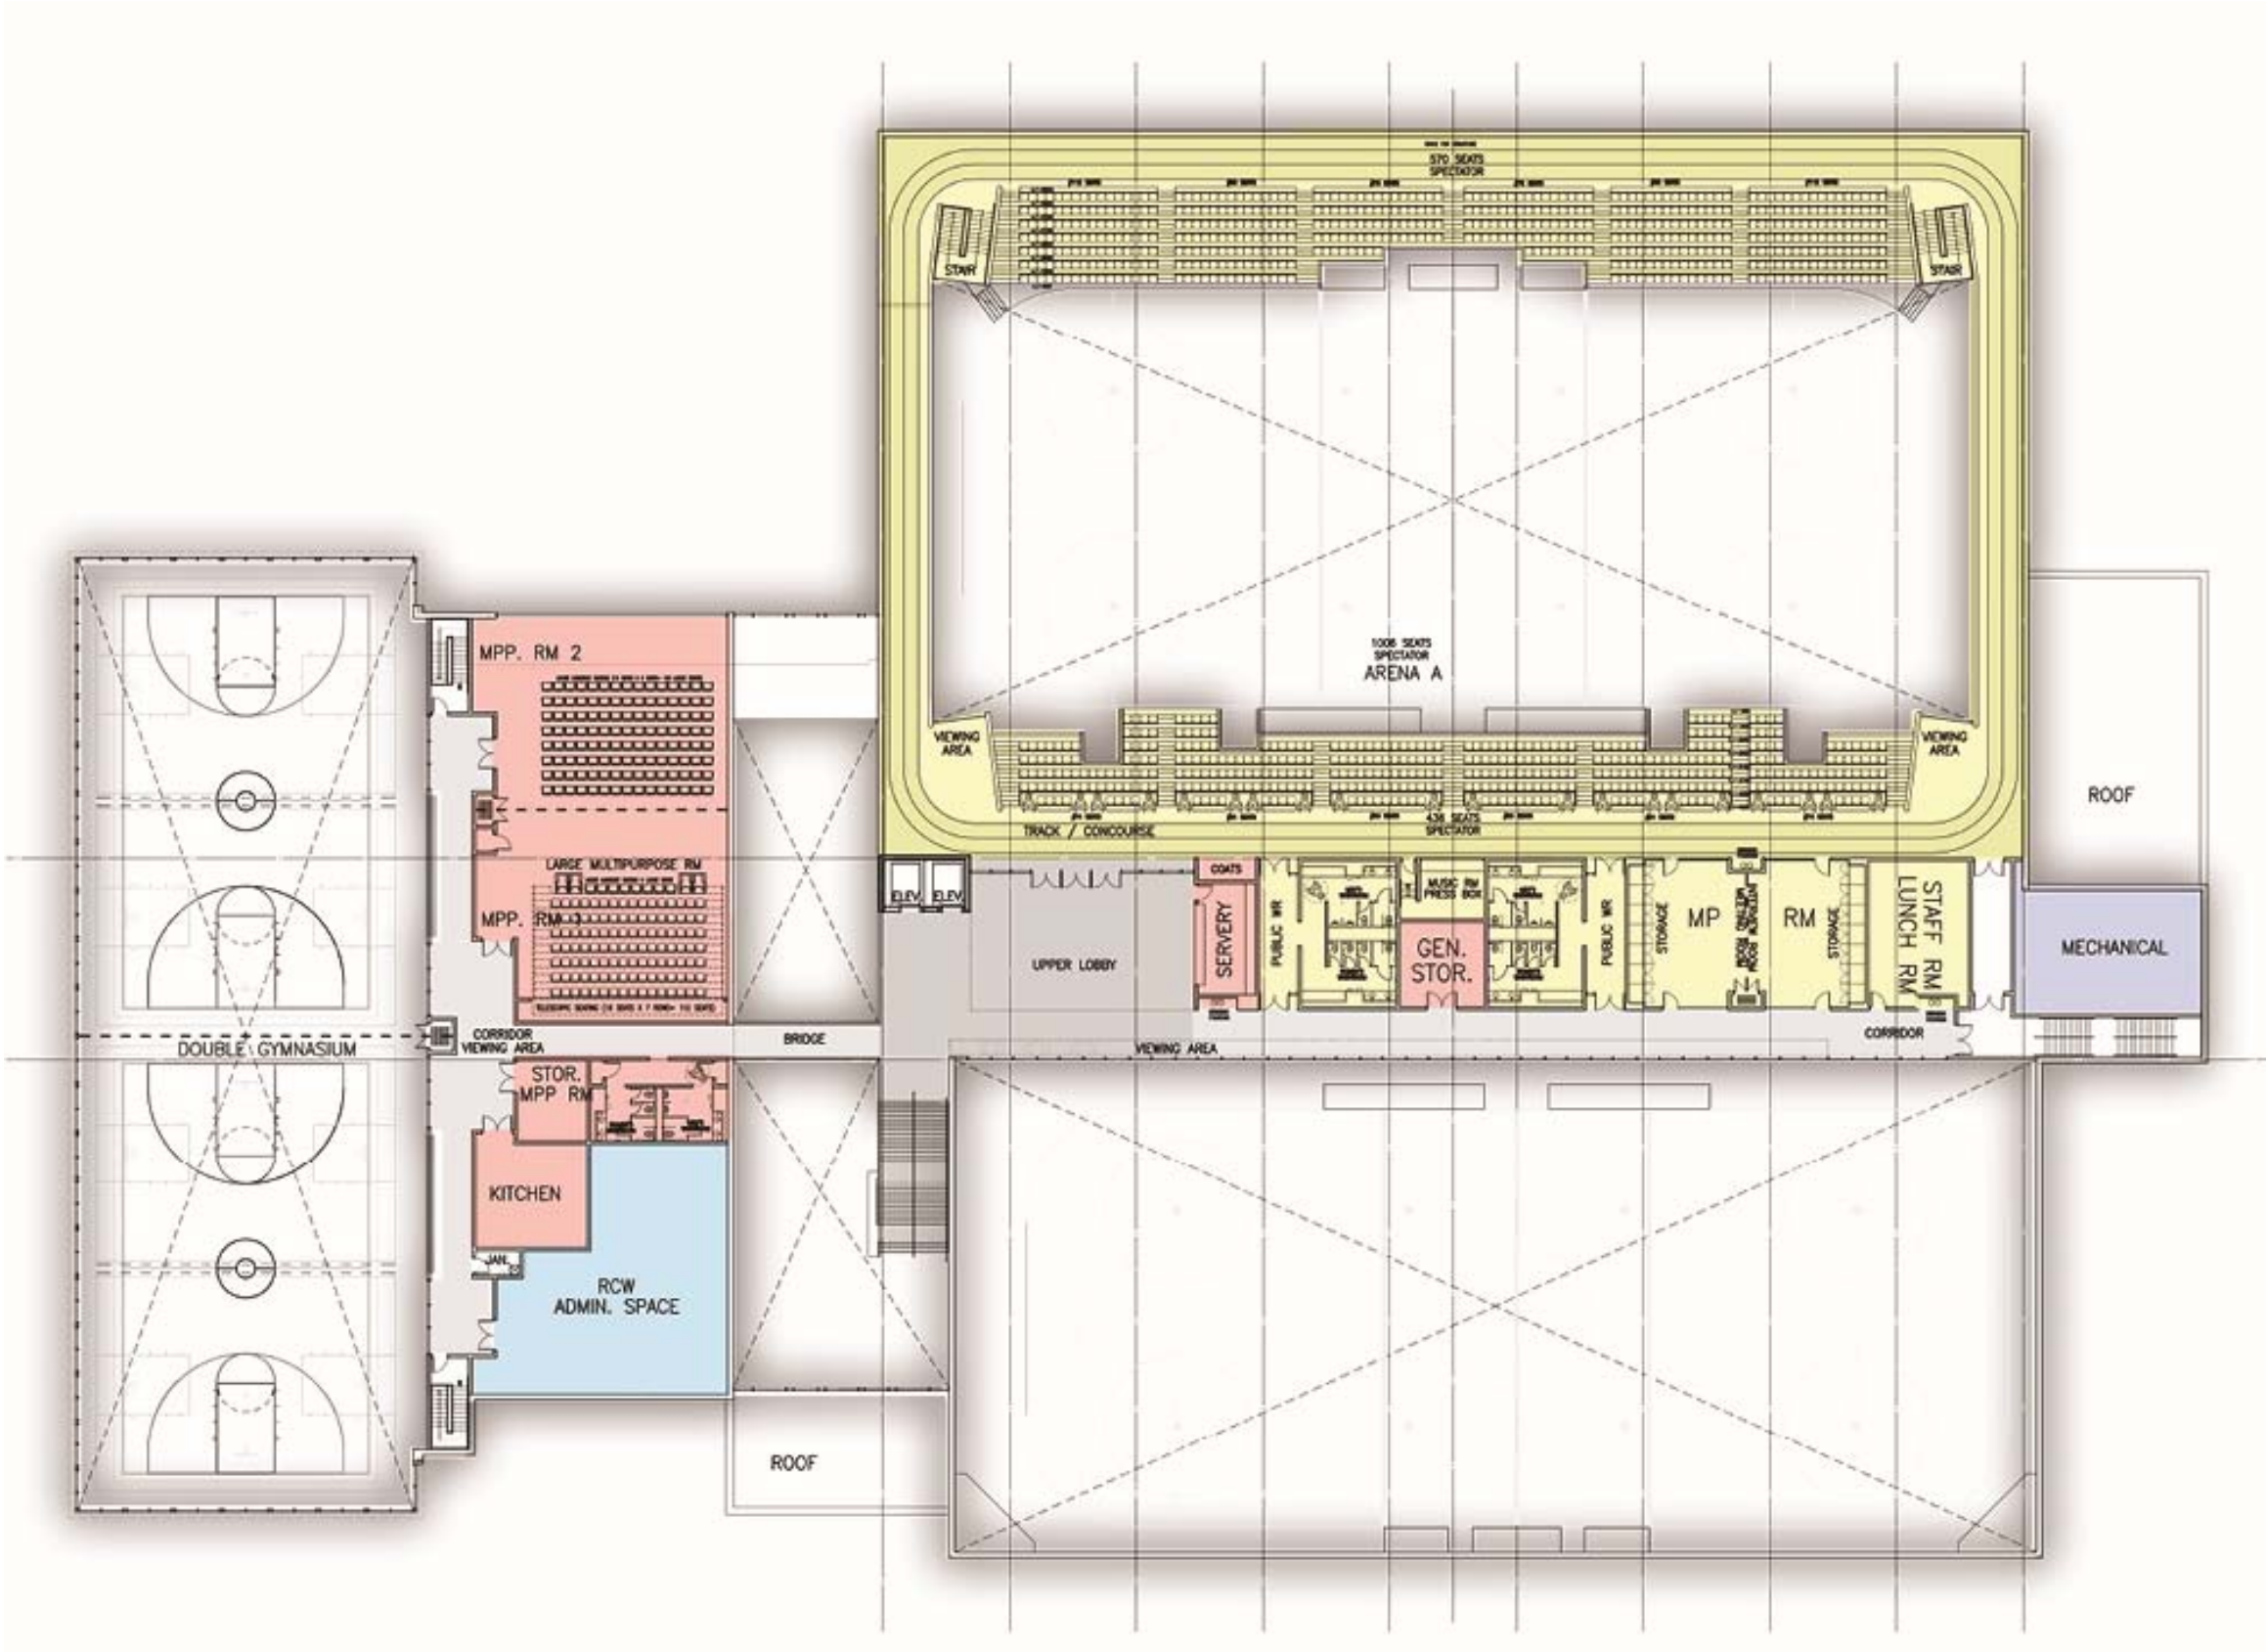 570 SEATS
SPECTATOR
STAIR
STAIR
1008 SEATS
SPECTATOR
ARENA A
VIEWING
AREA
VIEWING
AREA
438 SEATS
SPECTATOR
TRACK / CONCOURSE
ROOF
MPP. RM 2
LARGE MULTIPURPOSE RM
MPP. RM 1
ELEV.
ELEV.
UPPER LOBBY
COATS
SERVERY
PUBLIC WR
MUSIC RM
PRESS BOX
GEN.
STOR.
PUBLIC WR
STORAGE
MP
RM
STORAGE
STAFF RM
LUNCH RM
MECHANICAL
DOUBLE GYMNASIUM
CORRIDOR
VIEWING AREA
BRIDGE
VIEWING AREA
CORRIDOR
STOR.
MPP RM
KITCHEN
JAN.
RCW
ADMIN. SPACE
ROOF